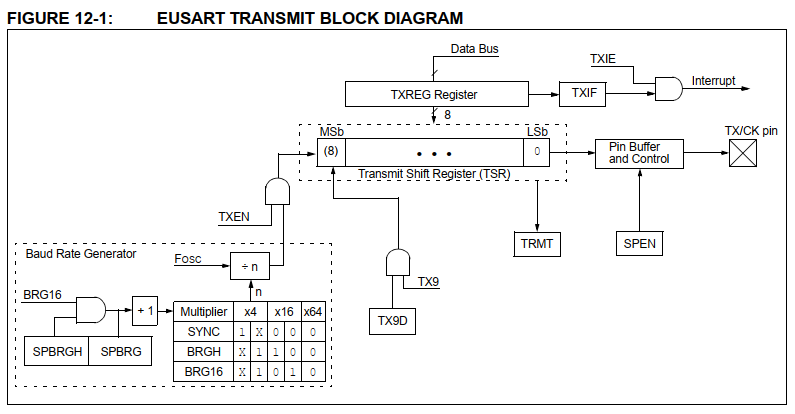 FIGURE 12-1: EUSART TRANSMIT BLOCK DIAGRAM
Data Bus
TXIE
Interrupt
TXREG Register
TXIF
8
MSb LSb
TX/CK pin
(8) • • • 0
Pin Buffer
and Control
Transmit Shift Register (TSR)
TXEN
TRMT
SPEN
Baud Rate Generator
Fosc
÷ n
TX9
n
BRG16
+ 1
Multiplier x4 x16 x64
TX9D
SYNC 1 X 0 0 0
SPBRGH SPBRG
BRGH X 1 1 0 0
BRG16 X 1 0 1 0